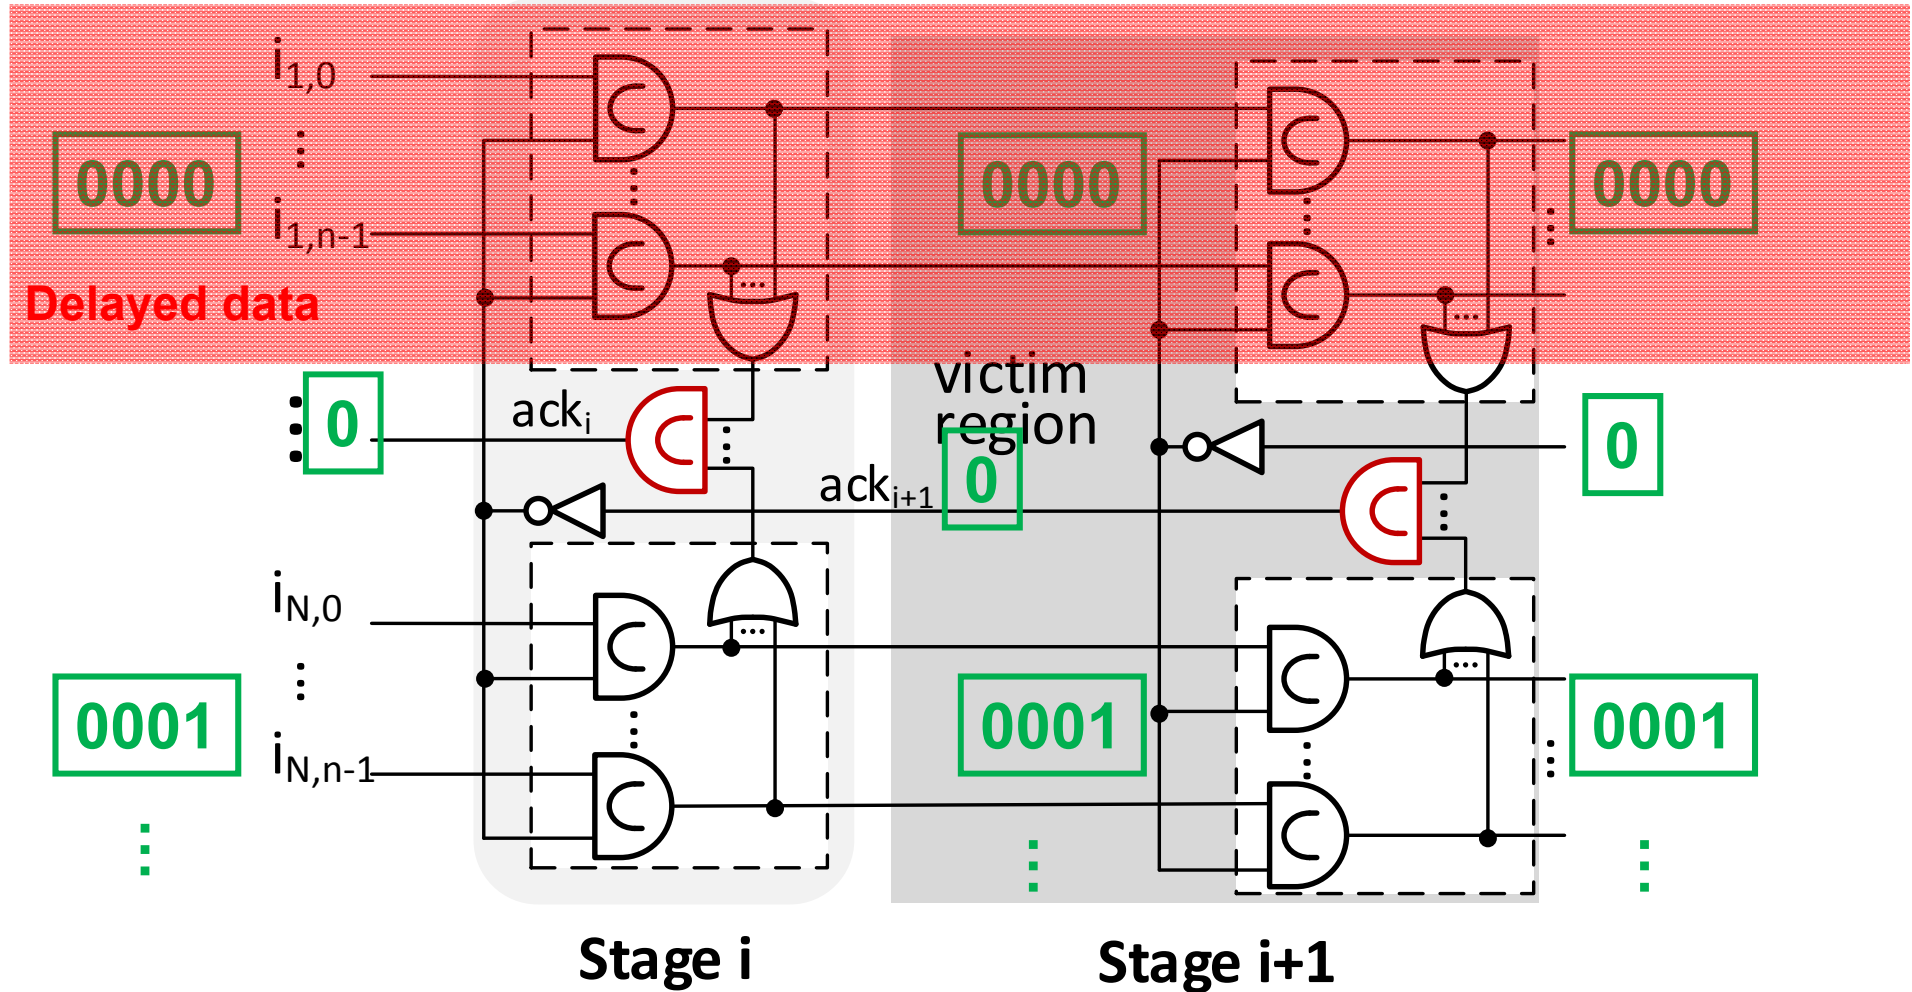 i1,0
0000
0000
0000
i1,n-1
Delayed data
victim
region
0
acki
0
acki+1
0
iN,0
0001
0001
0001
iN,n-1
Stage i
Stage i+1